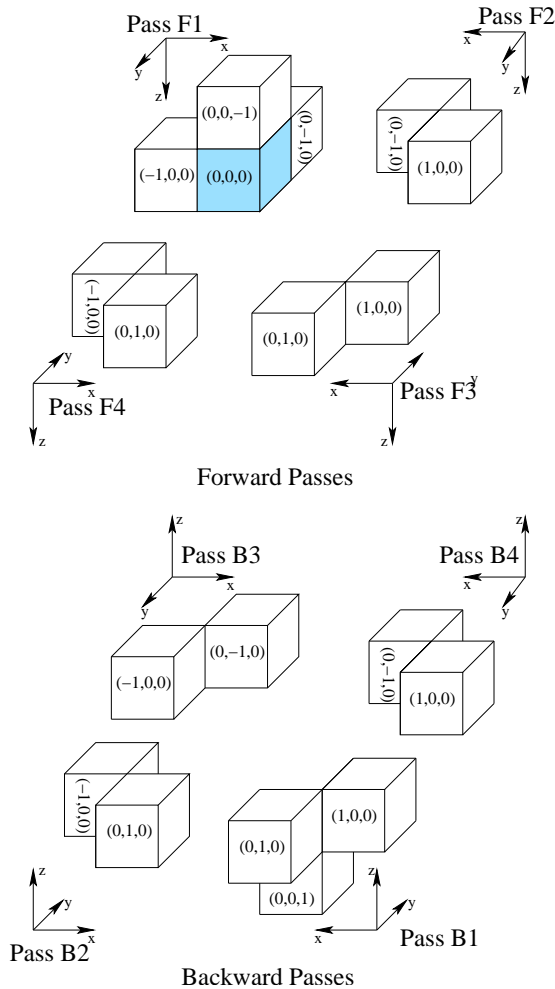 Pass F1
x
y
z
(0,0,−1)
(−1,0,0)
(0,0,0)
(0,−1,0)
Pass F2
x
y
z
(0,−1,0)
(1,0,0)
(−1,0,0)
(0,1,0)
y
x
Pass F4
z
(1,0,0)
(0,1,0)
x
y
Pass F3
z
Forward Passes
z
Pass B3
x
y
(0,−1,0)
(−1,0,0)
z
Pass B4
x
y
(0,−1,0)
(1,0,0)
(−1,0,0)
(0,1,0)
z
y
x
Pass B2
(1,0,0)
(0,1,0)
(0,0,1)
z
y
x
Pass B1
Backward Passes